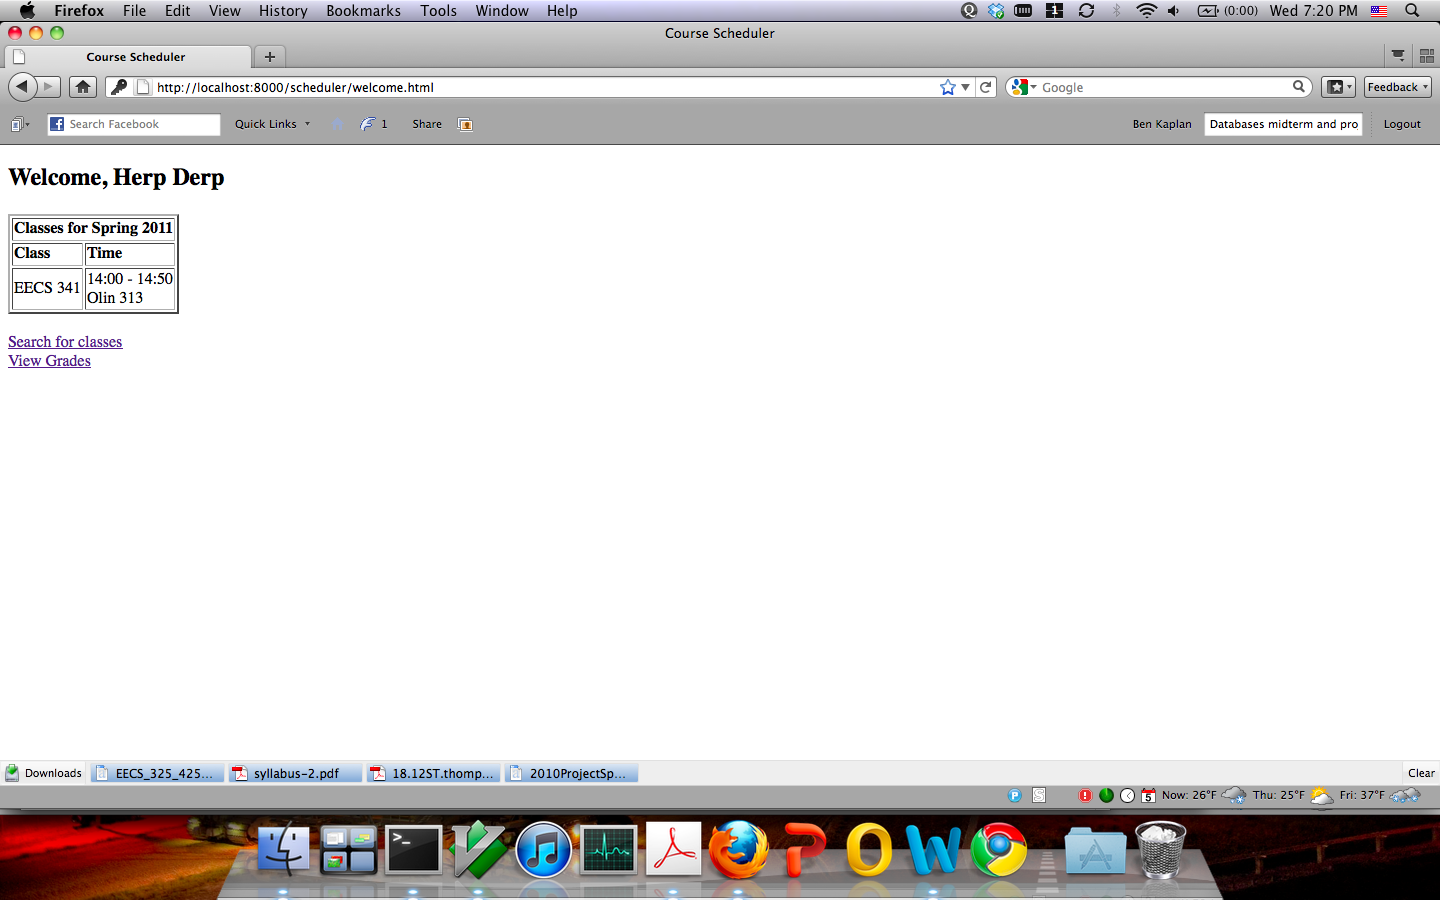 Firefox File Edit View History Bookmarks Tools Window Help 1 (0:00) Wed 7:20 PM
Course Scheduler
Course Scheduler
http://localhost:8000/scheduler/welcome.html Google Feedback
Search Facebook Quick Links 1 Share Ben Kaplan Databases midterm and pro Logout
Welcome, Herp Derp
Classes for Spring 2011
Class Time
EECS 341 14:00 - 14:50
Olin 313
Search for classes
View Grades
Downloads EECS_325_425... syllabus-2.pdf 18.12ST.thomp... 2010ProjectSp... Clear
5 Now: 26°F Thu: 25°F Fri: 37°F